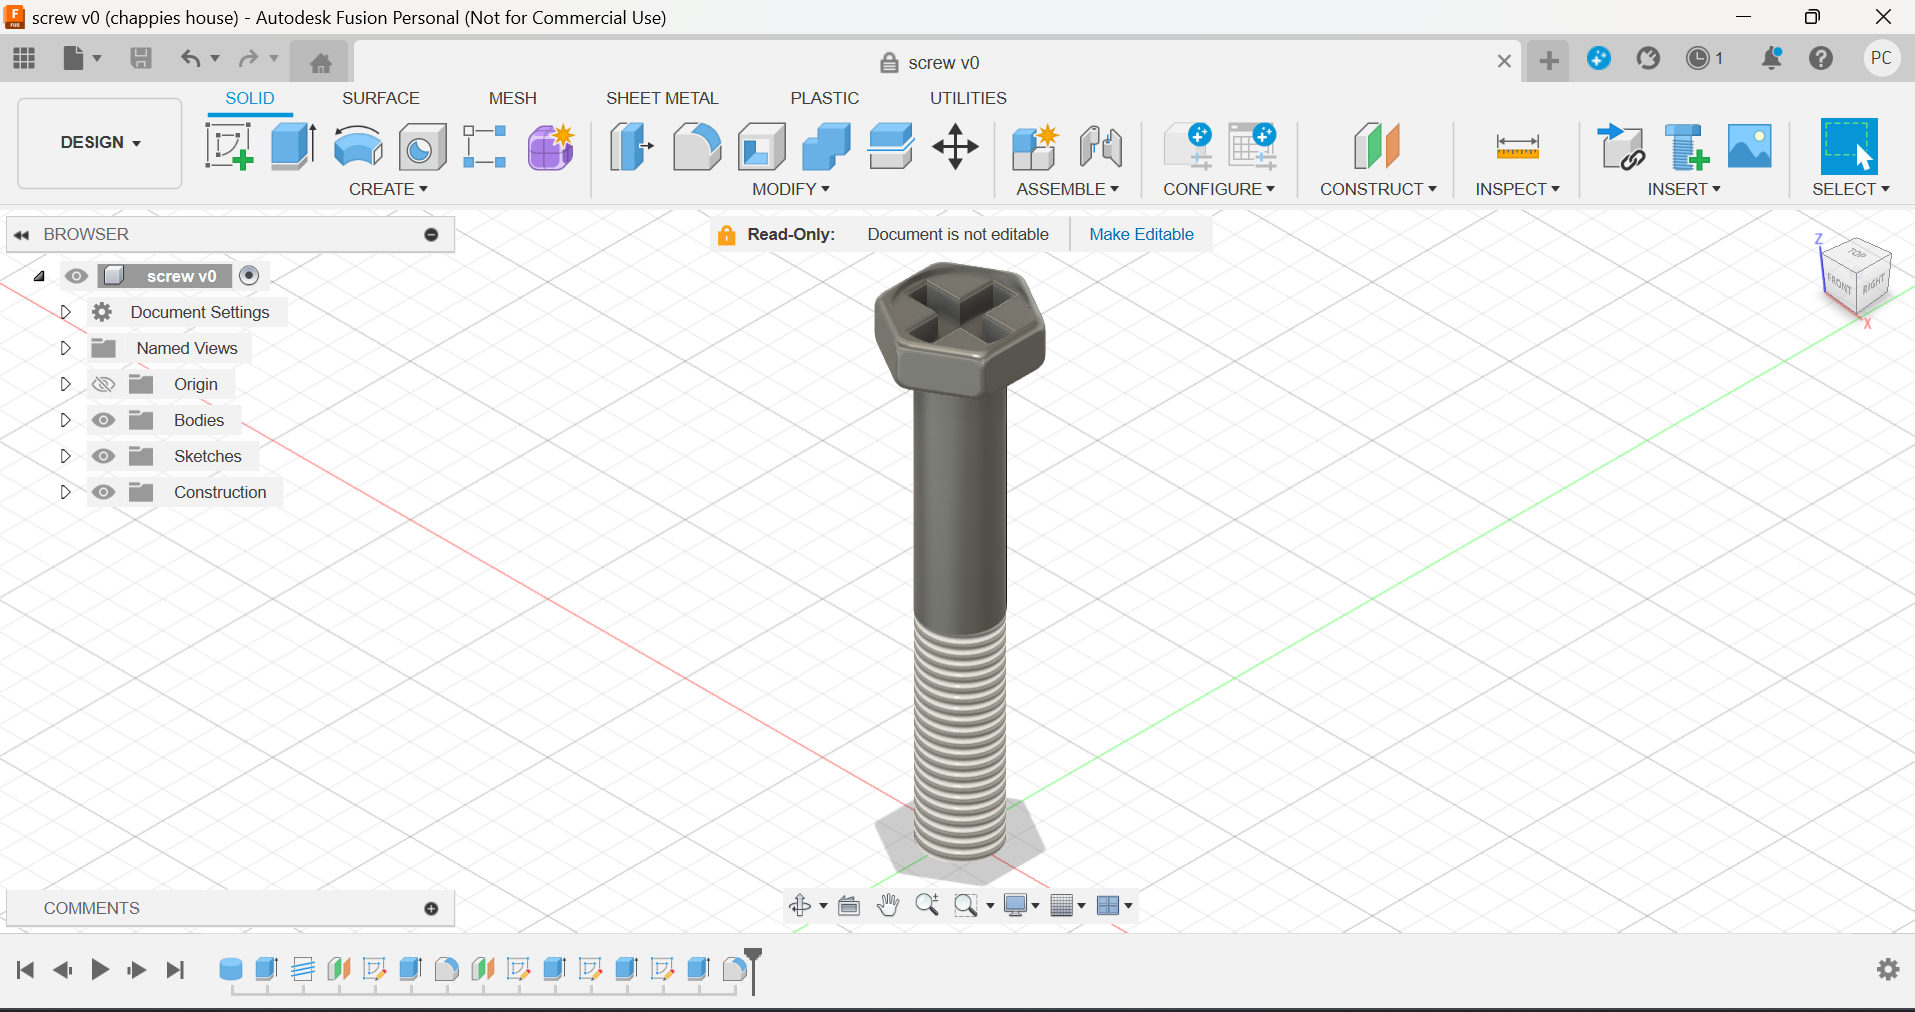 screw v0 (chappies house) - Autodesk Fusion Personal (Not for Commercial Use)
screw v0
1
PC
SOLID SURFACE MESH SHEET METAL PLASTIC UTILITIES
DESIGN
CREATE MODIFY ASSEMBLE CONFIGURE CONSTRUCT INSPECT INSERT SELECT
BROWSER
Read-Only: Document is not editable Make Editable
screw v0
Document Settings
Named Views
Origin
Bodies
Sketches
Construction
Z
TOP
FRONT
RIGHT
X
COMMENTS